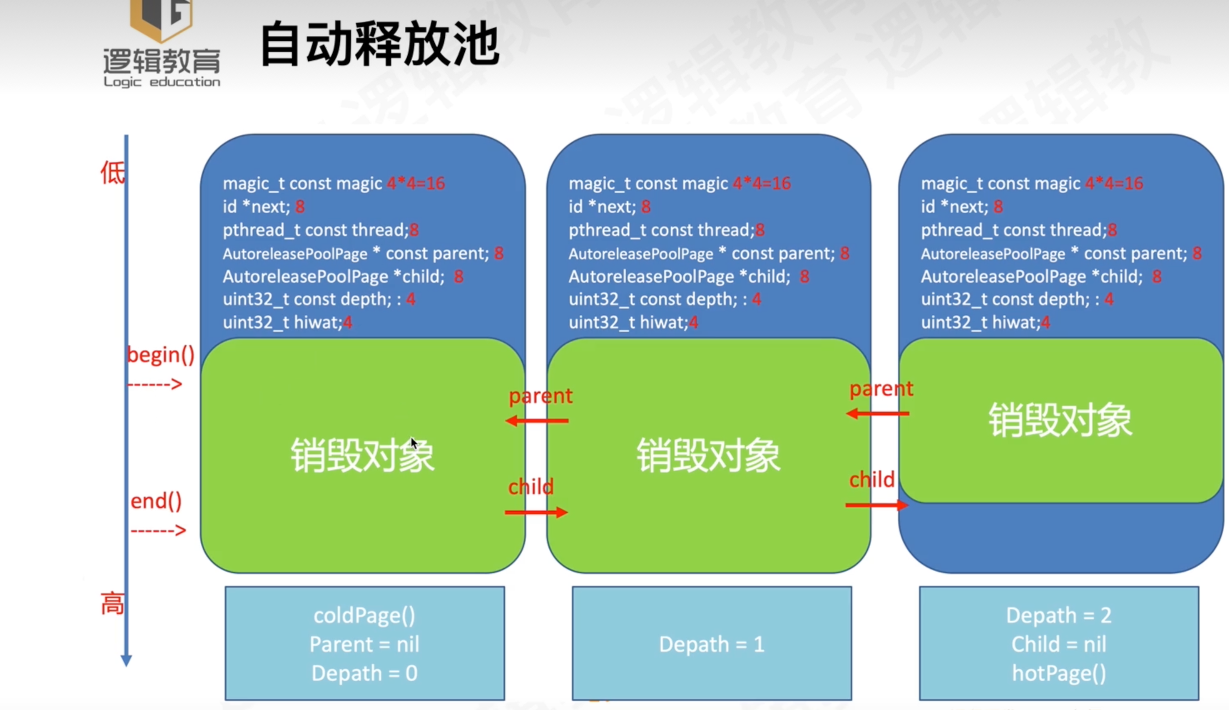 逻辑教育
Logic education
自动释放池
低
begin()
------>
end()
------>
高
magic_t const magic 4*4=16
id *next; 8
pthread_t const thread;8
AutoreleasePoolPage * const parent; 8
AutoreleasePoolPage *child; 8
uint32_t const depth; : 4
uint32_t hiwat;4
销毁对象
coldPage()
Parent = nil
Depath = 0
parent
child
magic_t const magic 4*4=16
id *next; 8
pthread_t const thread;8
AutoreleasePoolPage * const parent; 8
AutoreleasePoolPage *child; 8
uint32_t const depth; : 4
uint32_t hiwat;4
销毁对象
Depath = 1
parent
child
magic_t const magic 4*4=16
id *next; 8
pthread_t const thread;8
AutoreleasePoolPage * const parent; 8
AutoreleasePoolPage *child; 8
uint32_t const depth; : 4
uint32_t hiwat;4
销毁对象
Depath = 2
Child = nil
hotPage()